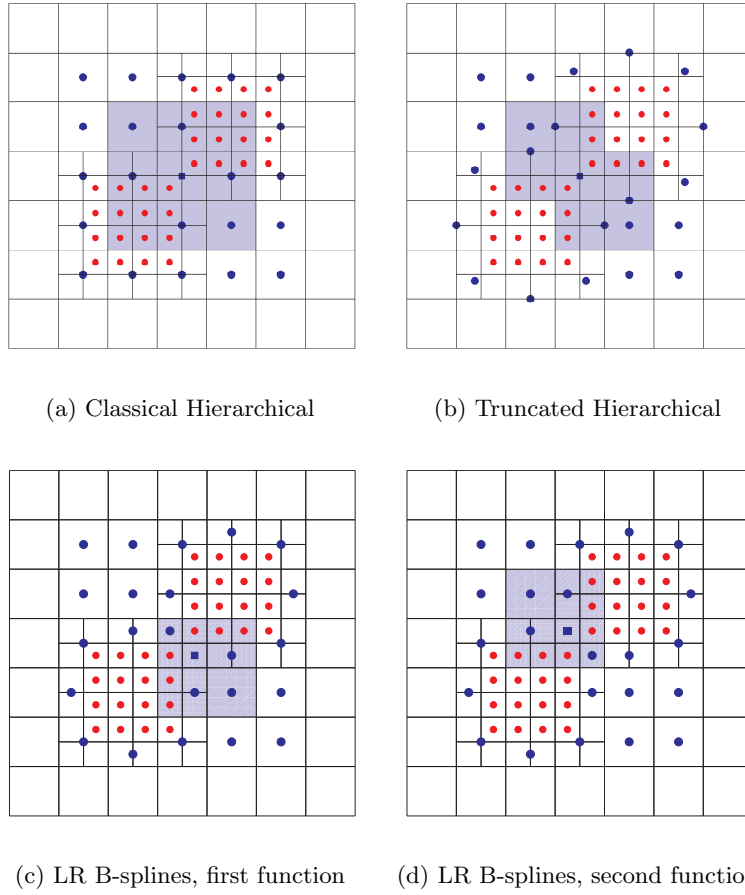 (a) Classical Hierarchical
(b) Truncated Hierarchical
(c) LR B-splines, first function
(d) LR B-splines, second functio